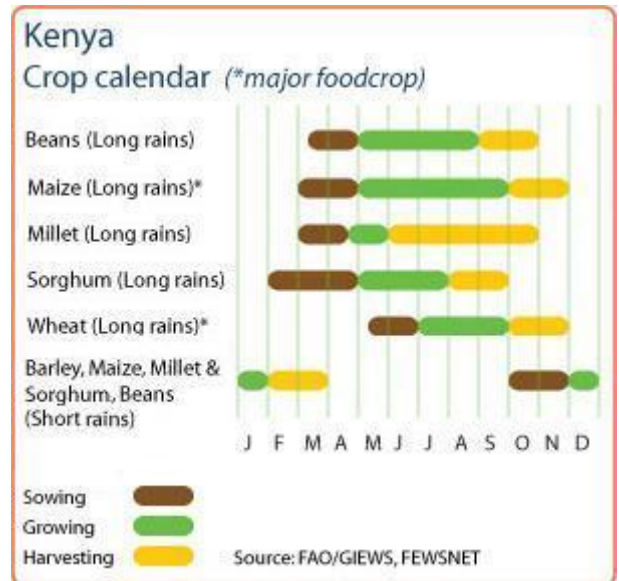 Kenya
Crop calendar (*major foodcrop)
Beans (Long rains)
Maize (Long rains)*
Millet (Long rains)
Sorghum (Long rains)
Wheat (Long rains)*
Barley, Maize, Millet &
Sorghum, Beans
(Short rains)
J F M A M J J A S O N D
Sowing
Growing
Harvesting
Source: FAO/GIEWS, FEWSNET